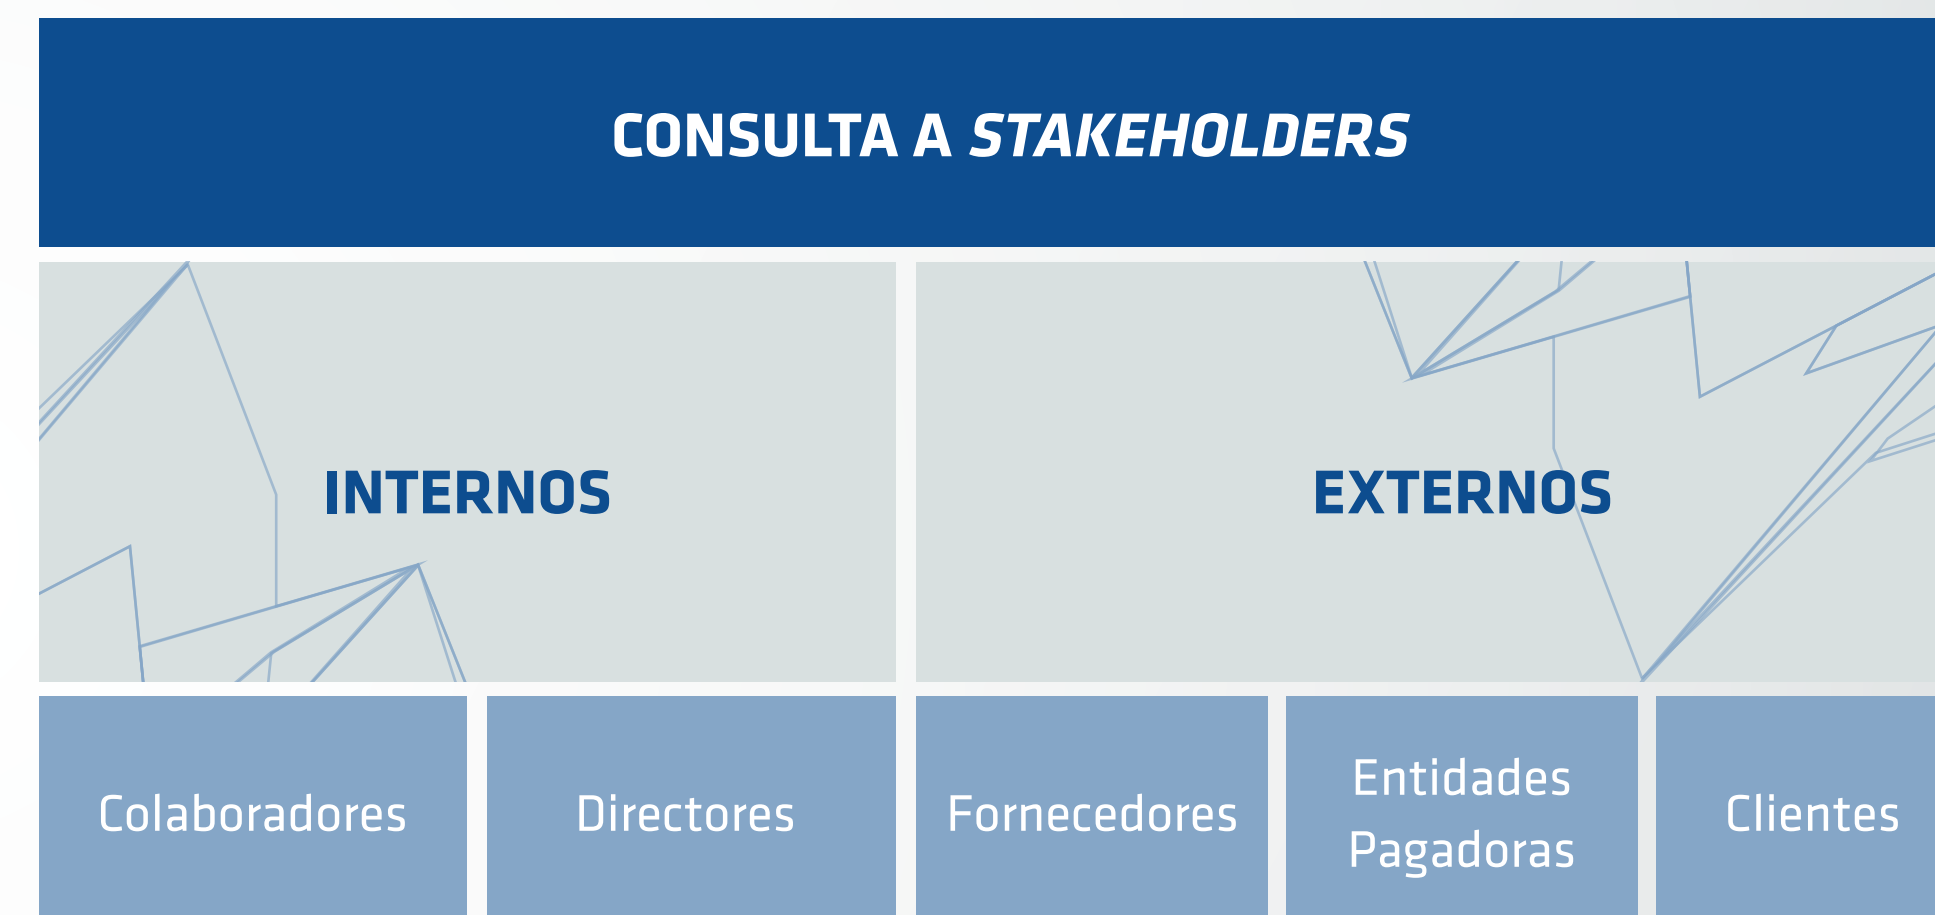 CONSULTA A STAKEHOLDERS
INTERNOS
EXTERNOS
Colaboradores
Directores
Fornecedores
Entidades
Pagadoras
Clientes